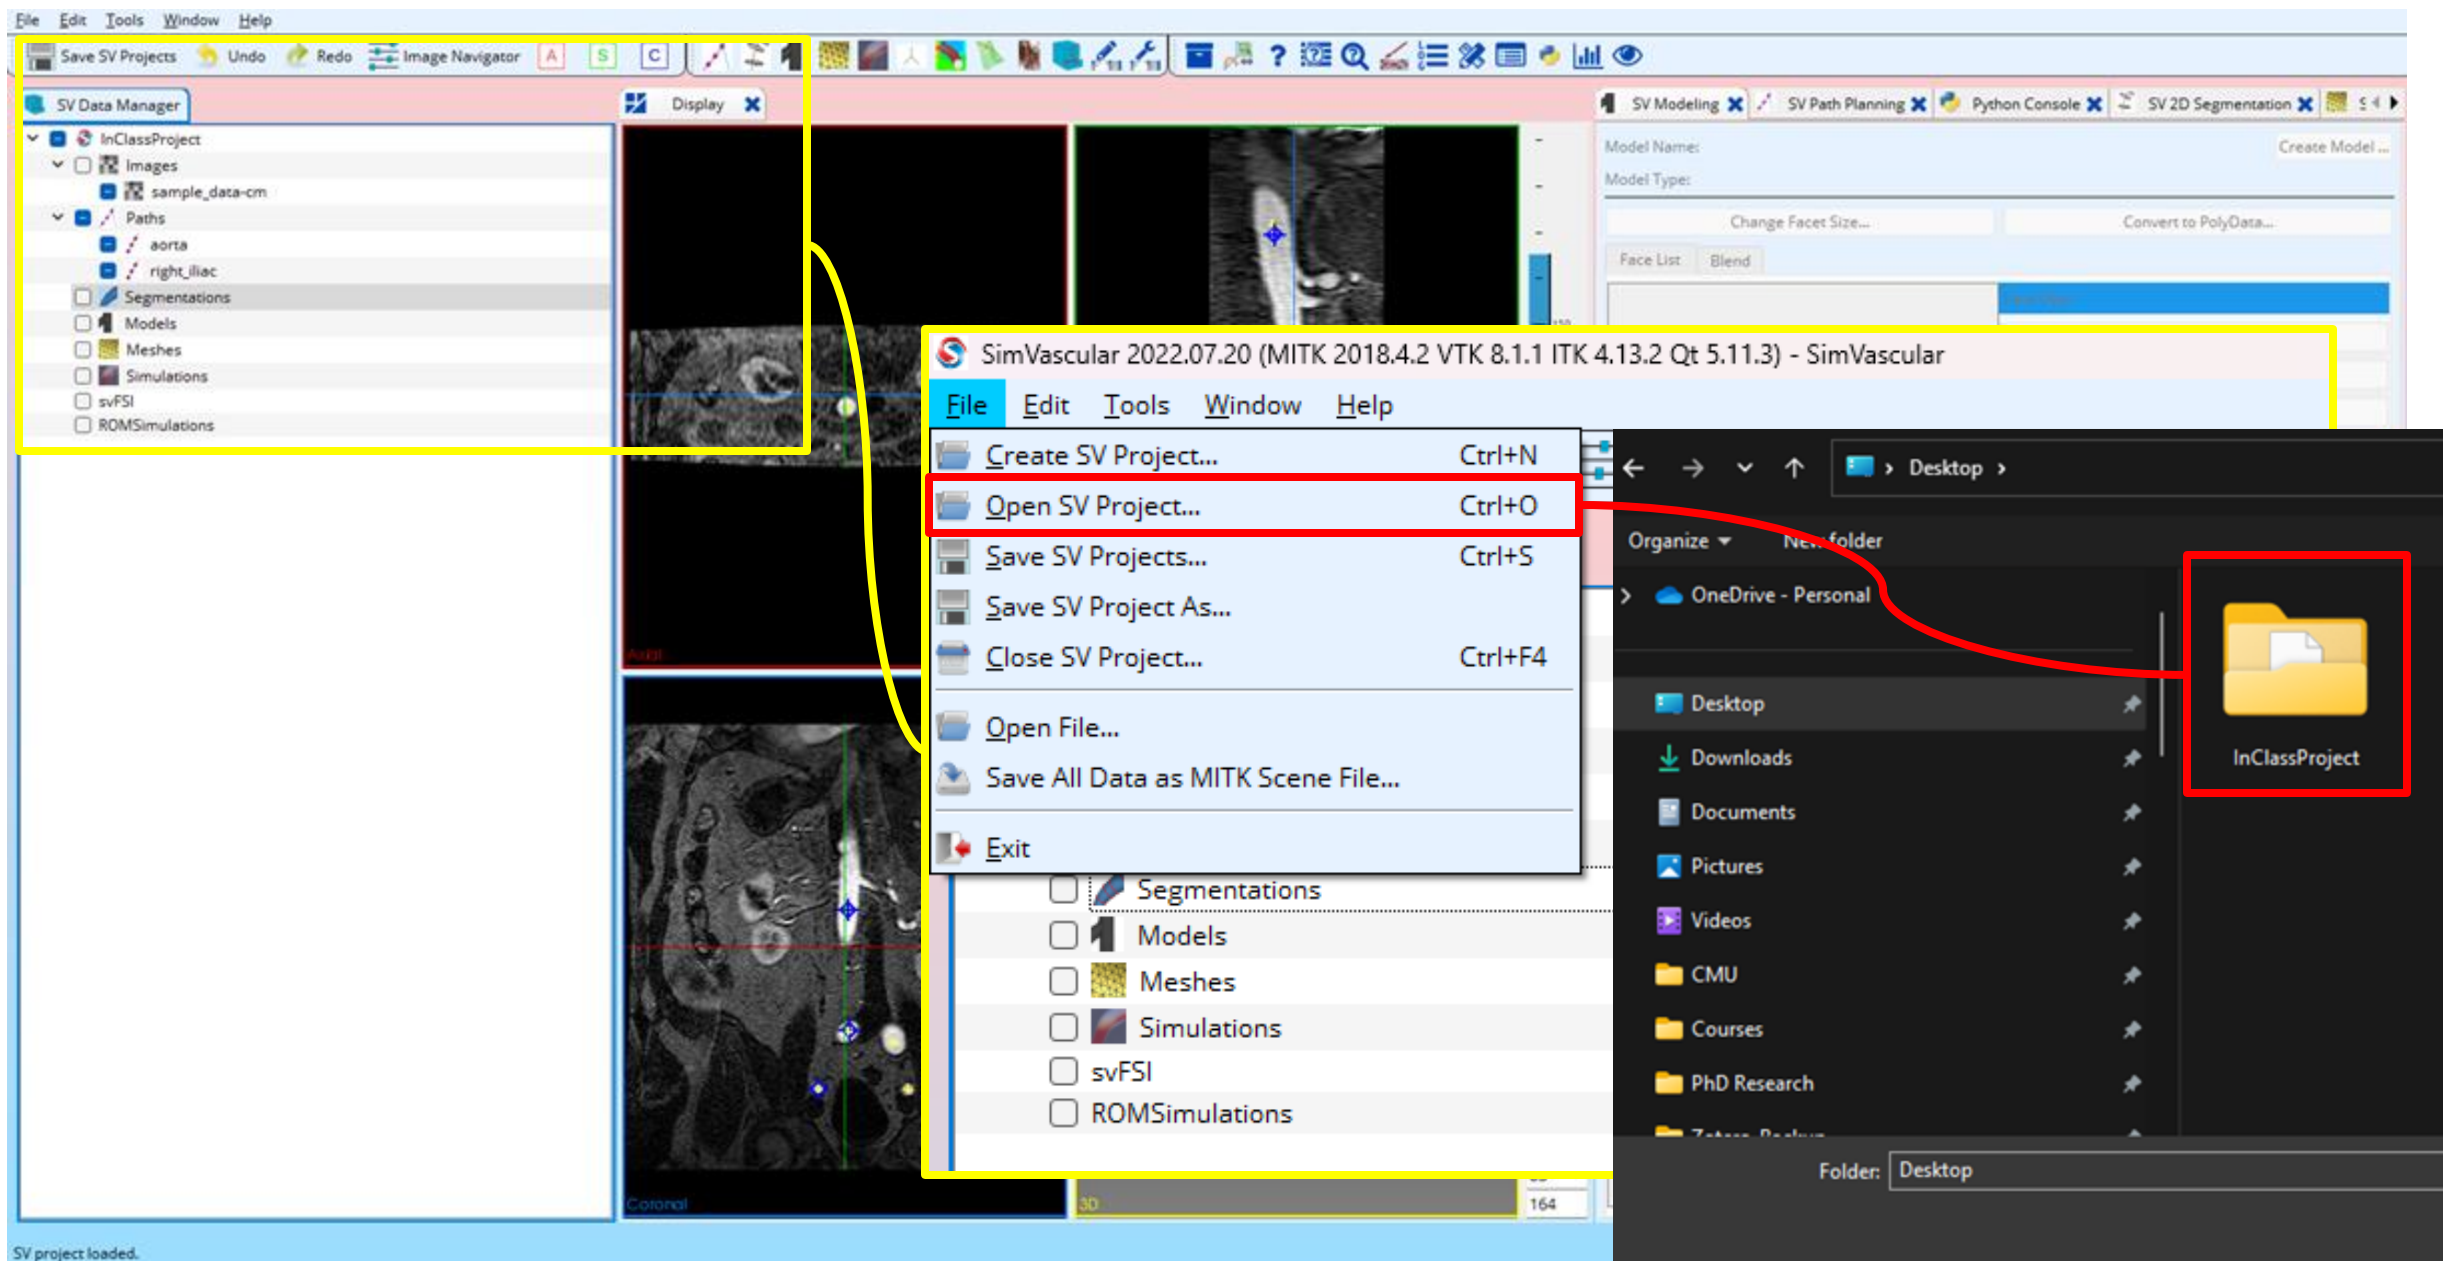 File Edit Tools Window Help
Save SV Projects Undo Redo Image Navigator A S C
SV Data Manager
InClassProject
Images
sample_data-cm
Paths
aorta
right_iliac
Segmentations
Models
Meshes
Simulations
svFSI
ROMSimulations
Display
Axial
Coronal
3D
164
SV Modeling SV Path Planning Python Console SV 2D Segmentation
Model Name: Create Model ...
Model Type:
Change Facet Size... Convert to PolyData...
Face List Blend
SimVascular 2022.07.20 (MITK 2018.4.2 VTK 8.1.1 ITK 4.13.2 Qt 5.11.3) - SimVascular
File Edit Tools Window Help
Create SV Project... Ctrl+N
Open SV Project... Ctrl+O
Save SV Projects... Ctrl+S
Save SV Project As...
Close SV Project... Ctrl+F4
Open File...
Save All Data as MITK Scene File...
Exit
Segmentations
Models
Meshes
Simulations
svFSI
ROMSimulations
Desktop
Organize New folder
OneDrive - Personal
Desktop
Downloads
Documents
Pictures
Videos
CMU
Courses
PhD Research
InClassProject
Folder: Desktop
SV project loaded.